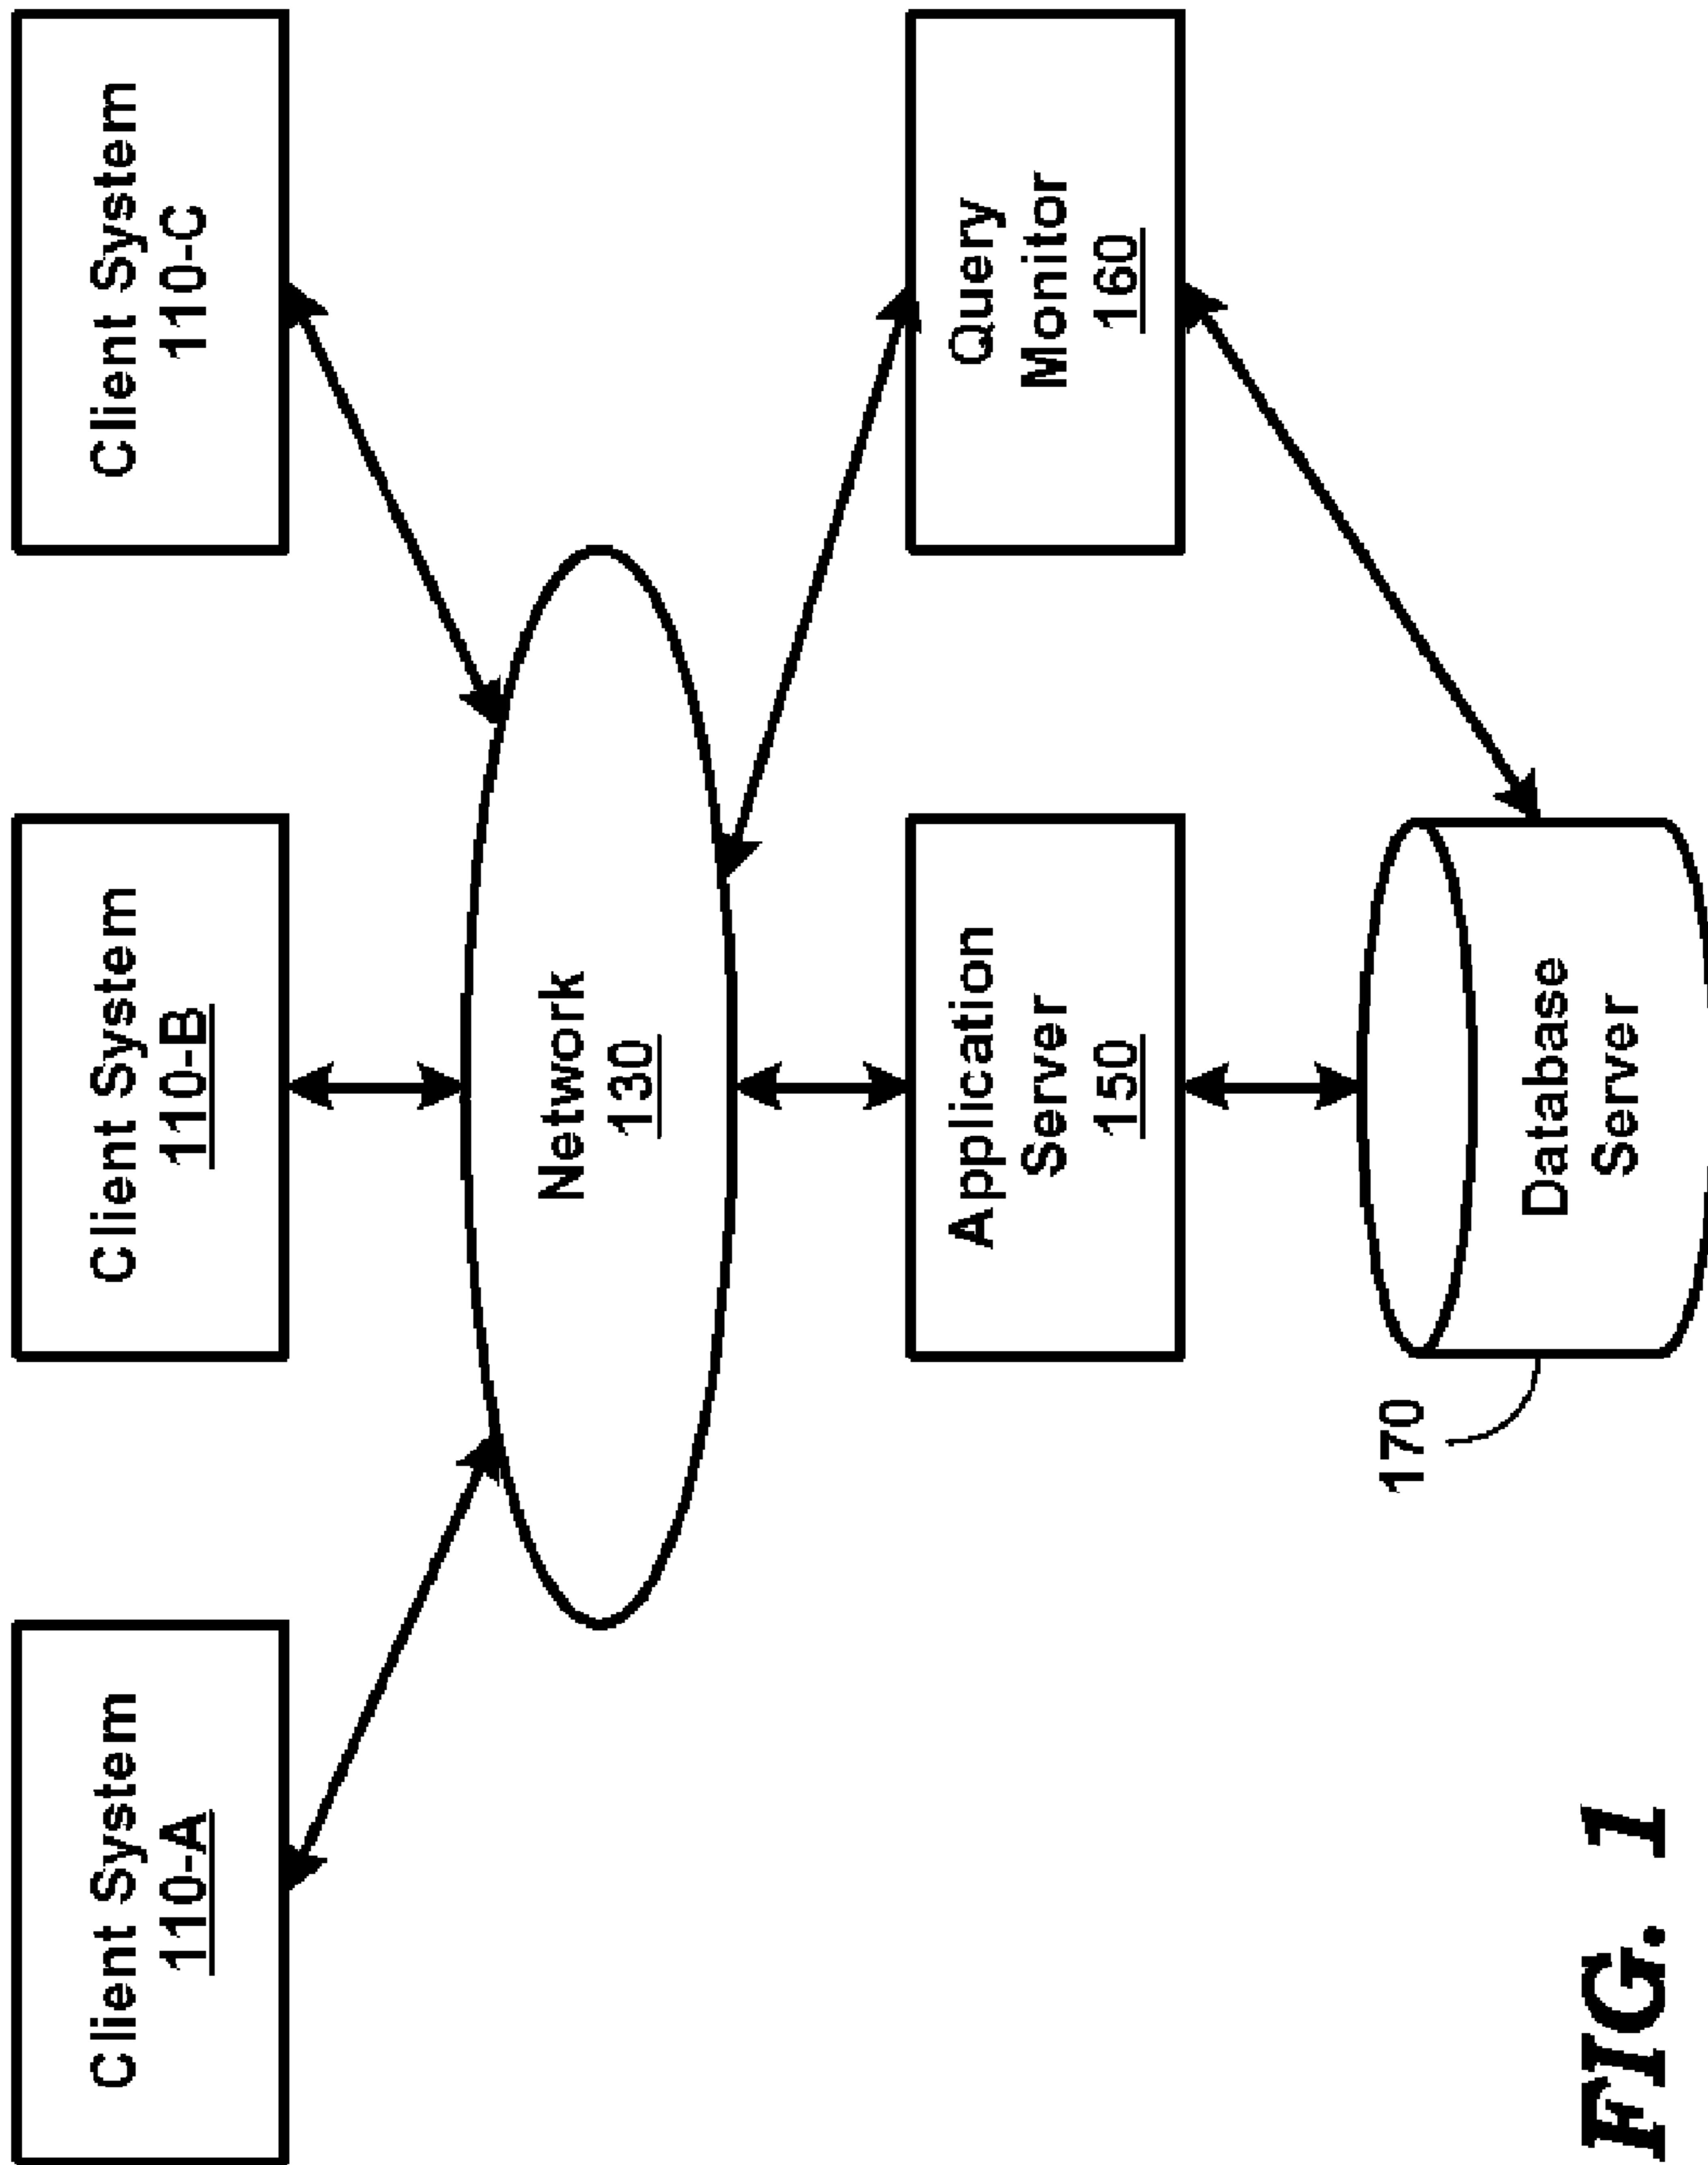 Client System
110-A
Client System
110-B
Client System
110-C
Network
130
Application
Server
150
Query
Monitor
160
170
Database
Server
FIG. 1